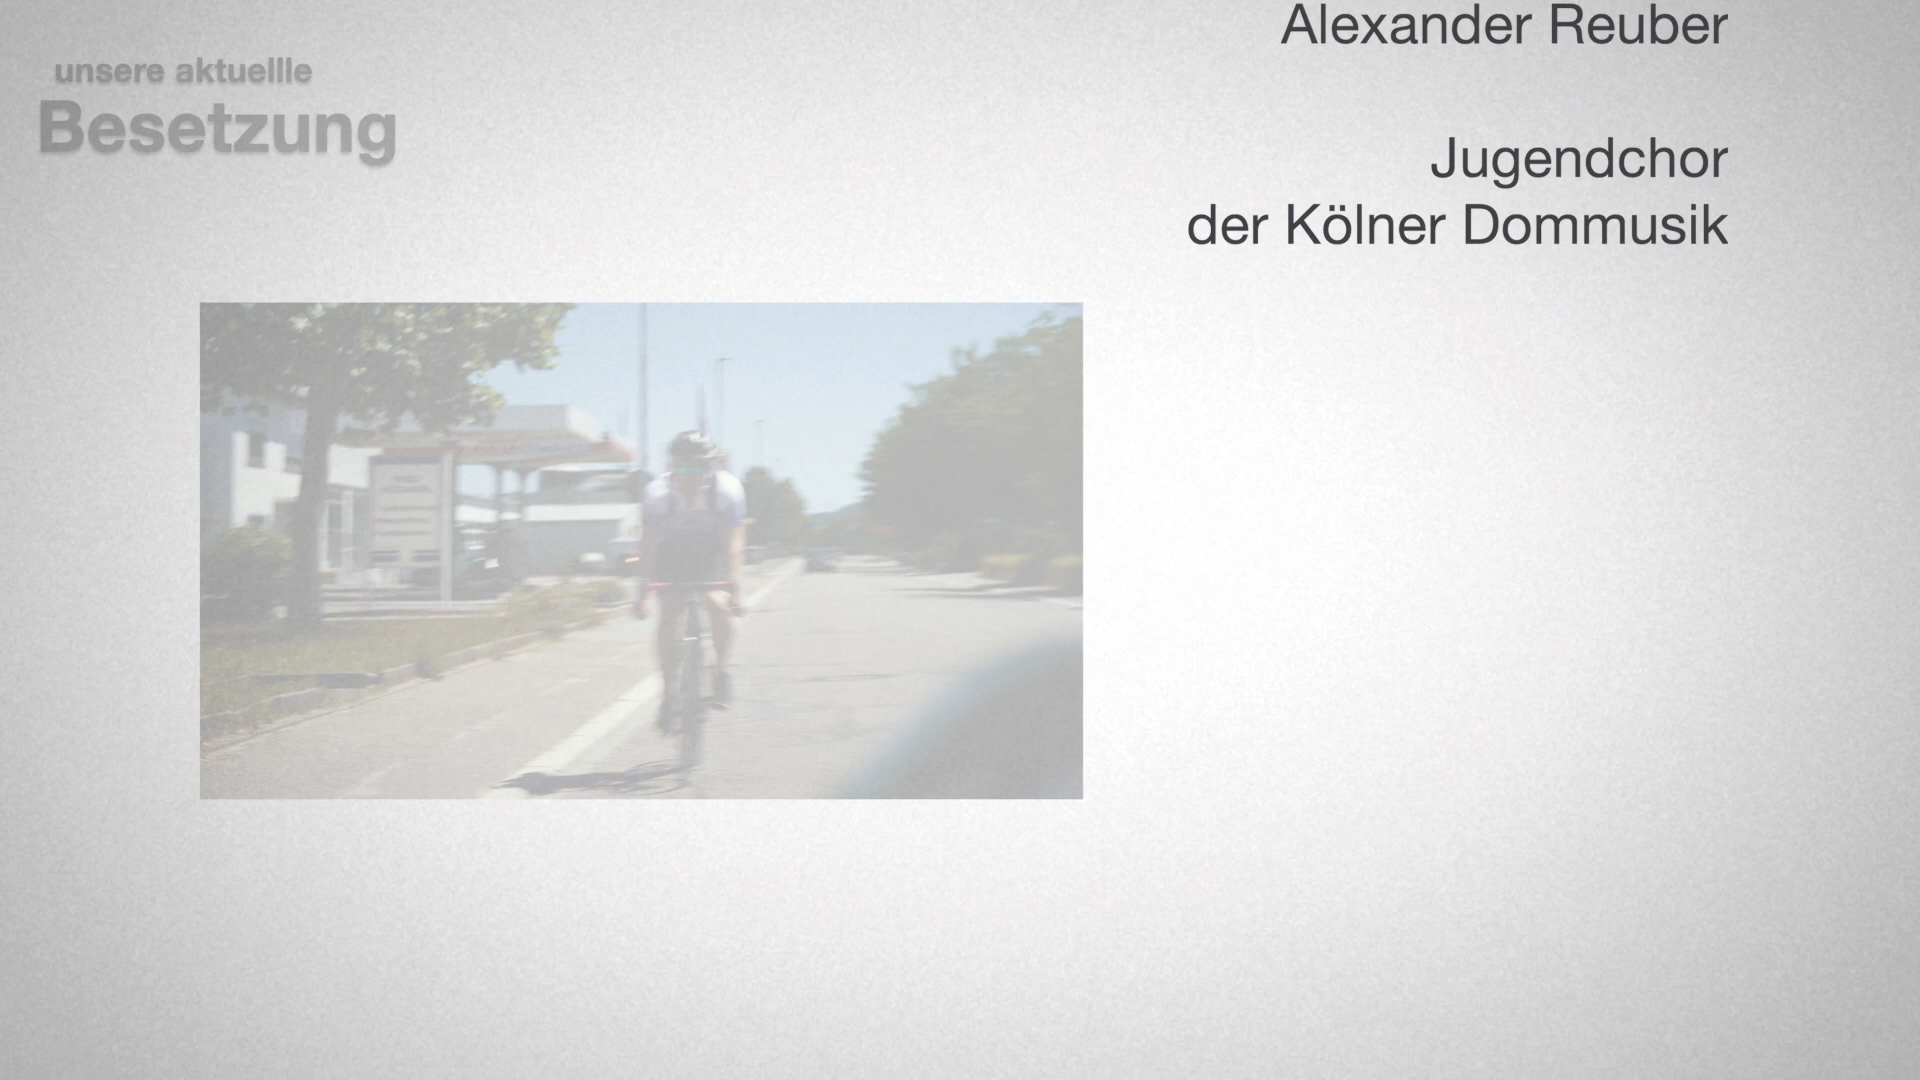 unsere aktuellle
Besetzung
Alexander Reuber
Jugendchor
der Kölner Dommusik